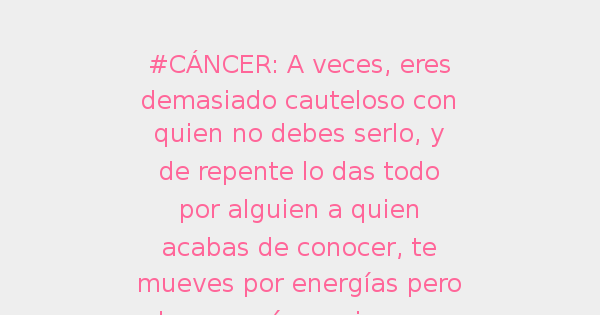 #CÁNCER: A veces, eres
demasiado cauteloso con
quien no debes serlo, y
de repente lo das todo
por alguien a quien
acabas de conocer, te
mueves por energías pero